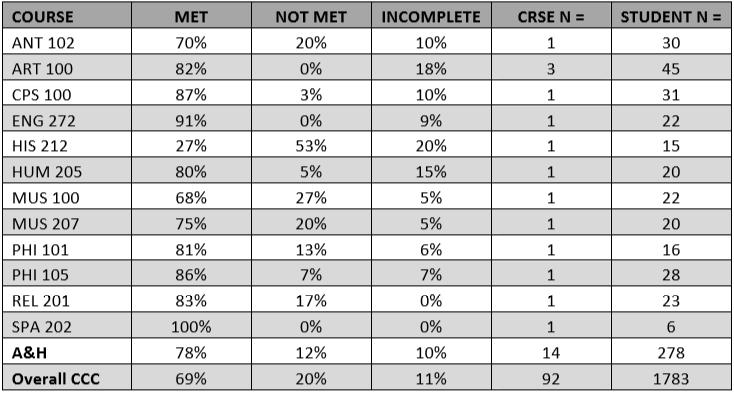 COURSE MET NOT MET INCOMPLETE CRSE N = STUDENT N =
ANT 102 70% 20% 10% 1 30
ART 100 82% 0% 18% 3 45
CPS 100 87% 3% 10% 1 31
ENG 272 91% 0% 9% 1 22
HIS 212 27% 53% 20% 1 15
HUM 205 80% 5% 15% 1 20
MUS 100 68% 27% 5% 1 22
MUS 207 75% 20% 5% 1 20
PHI 101 81% 13% 6% 1 16
PHI 105 86% 7% 7% 1 28
REL 201 83% 17% 0% 1 23
SPA 202 100% 0% 0% 1 6
A&H 78% 12% 10% 14 278
Overall CCC 69% 20% 11% 92 1783